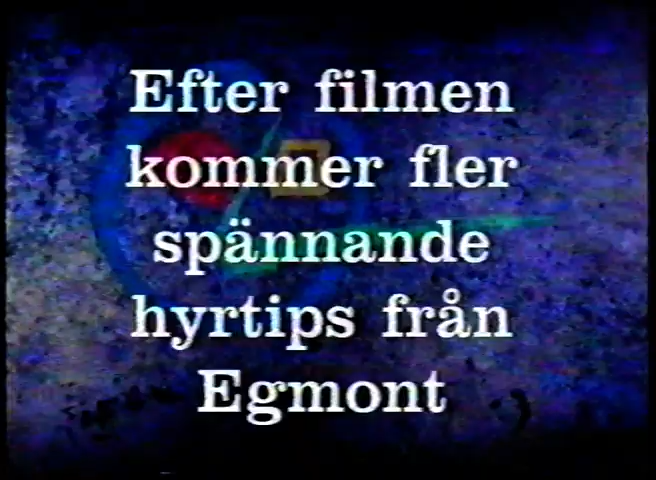 Efter filmen
kommer fler
spännande
hyrtips från
Egmont